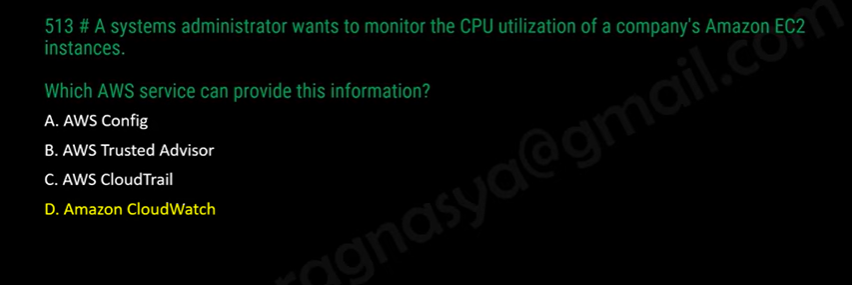 513 # A systems administrator wants to monitor the CPU utilization of a company's Amazon EC2
instances.
Which AWS service can provide this information?
A. AWS Config
B. AWS Trusted Advisor
C. AWS CloudTrail
D. Amazon CloudWatch
ragnasya@gmail.com